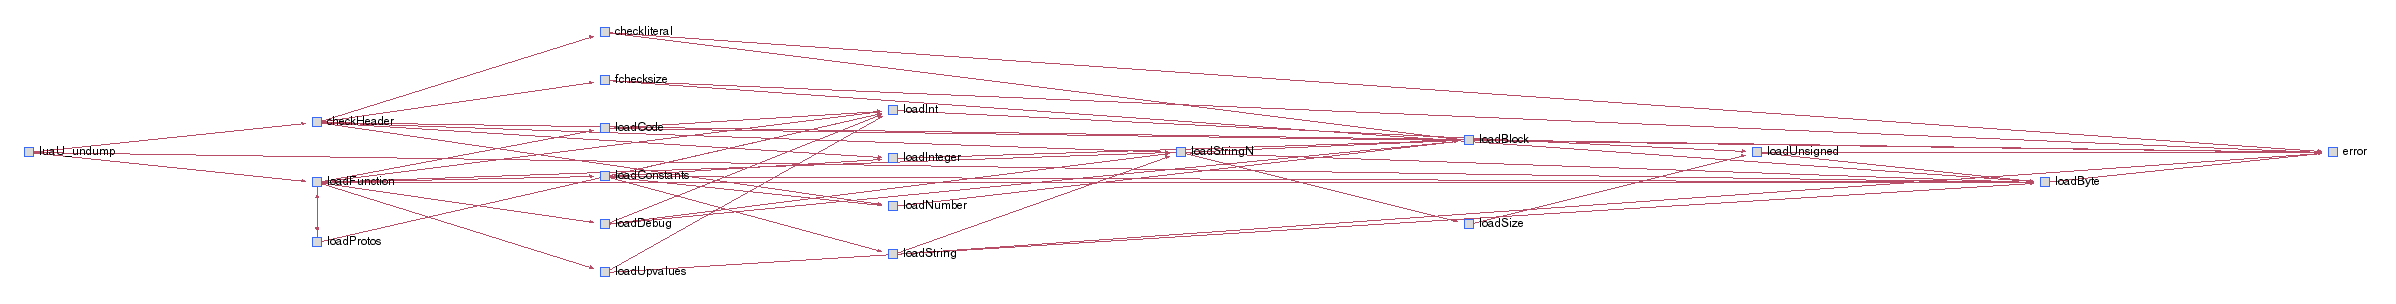 luaU_undump
checkHeader
loadFunction
loadProtos
checkliteral
fchecksize
loadCode
loadConstants
loadDebug
loadUpvalues
loadInt
loadInteger
loadNumber
loadString
loadStringN
loadBlock
loadSize
loadUnsigned
loadByte
error